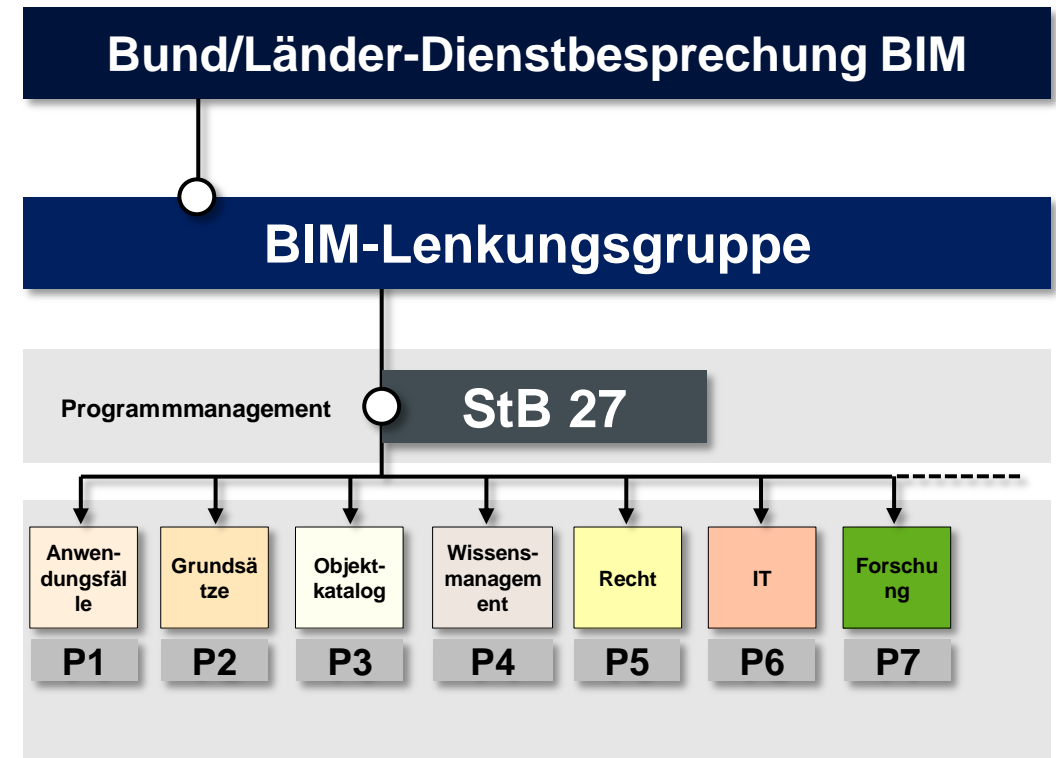 Bund/Länder-Dienstbesprechung BIM
BIM-Lenkungsgruppe
Programmmanagement
StB 27
Anwen-
dungsfäl
le
Grundsä
tze
Objekt-
katalog
Wissens-
managem
ent
Recht
IT
Forschu
ng
P1
P2
P3
P4
P5
P6
P7